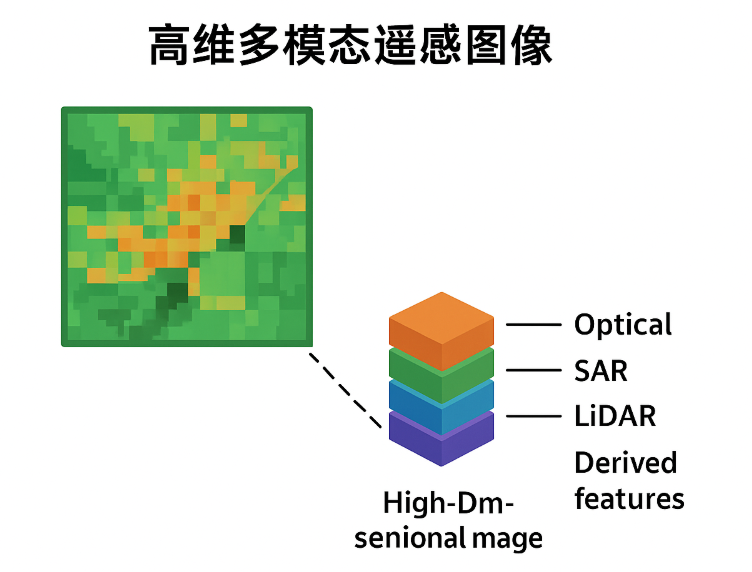 高维多模态遥感图像
Optical
SAR
LiDAR
Derived
features
High-Dm-
senional mage